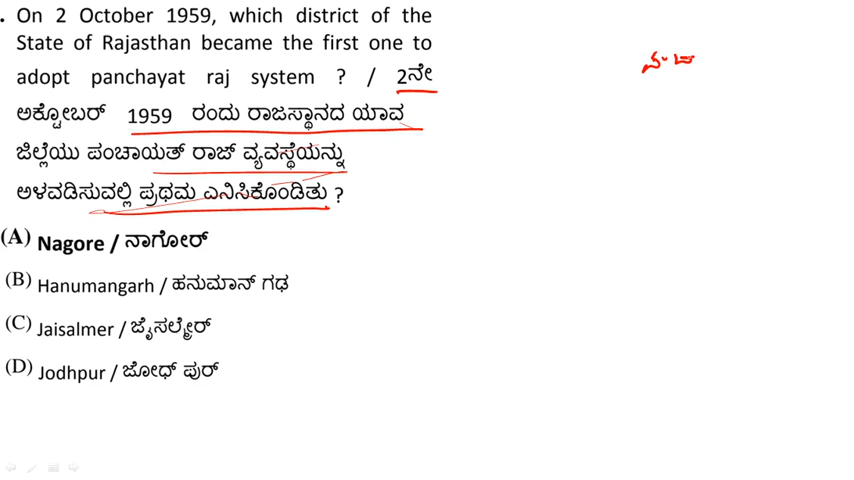 . On 2 October 1959, which district of the
State of Rajasthan became the first one to
adopt panchayat raj system ? / 2ನೇ
ಅಕ್ಟೋಬರ್ 1959 ರಂದು ರಾಜಸ್ಥಾನದ ಯಾವ
ಜಿಲ್ಲೆಯು ಪಂಚಾಯತ್ ರಾಜ್ ವ್ಯವಸ್ಥೆಯನ್ನು
ಅಳವಡಿಸುವಲ್ಲಿ ಪ್ರಥಮ ಎನಿಸಿಕೊಂಡಿತು ?
(A) Nagore / ನಾಗೋರ್
(B) Hanumangarh / ಹನುಮಾನ್ ಗಢ
(C) Jaisalmer / ಜೈಸಲ್ಮೇರ್
(D) Jodhpur / ಜೋಧ್ ಪುರ್